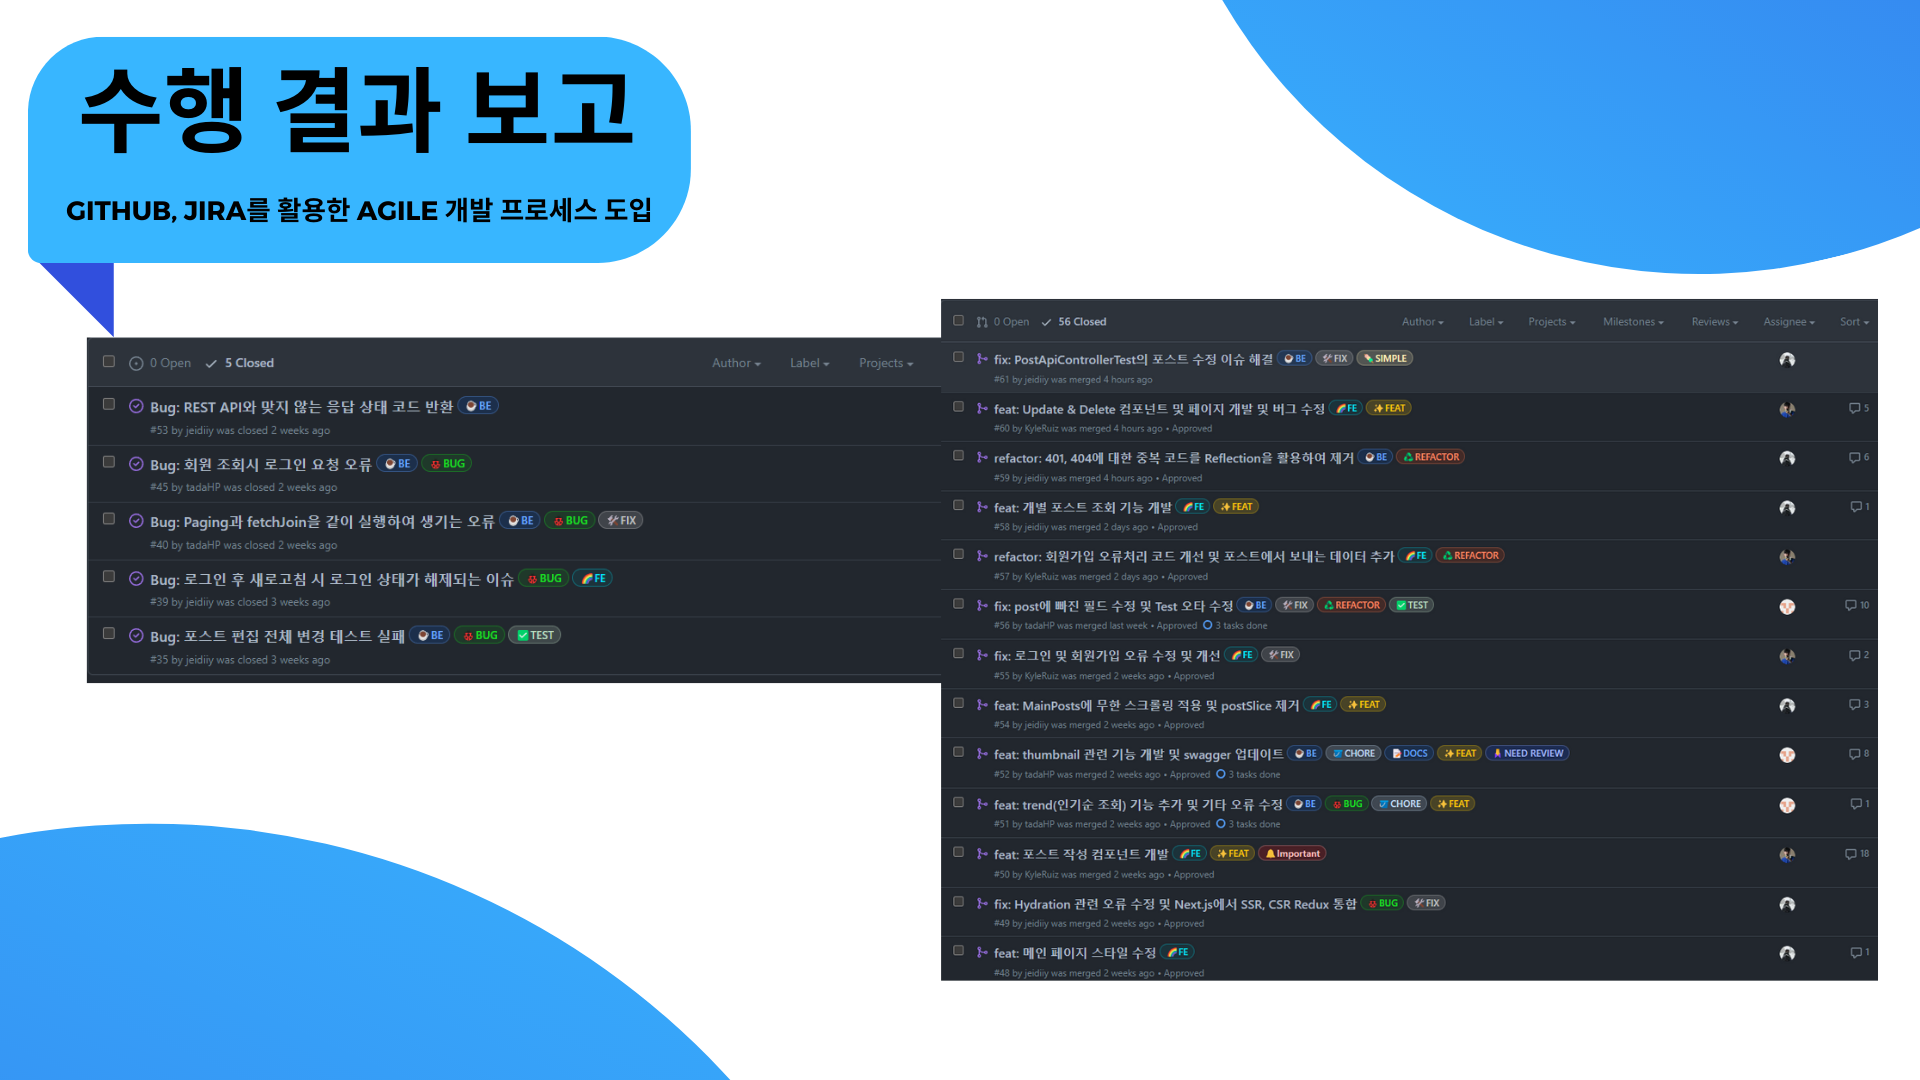 수행 결과 보고
GITHUB, JIRA를 활용한 AGILE 개발 프로세스 도입
0 Open 5 Closed Author Label Projects
Bug: REST API와 맞지 않는 응답 상태 코드 반환 BE
#53 by jeidiiy was closed 2 weeks ago
Bug: 회원 조회시 로그인 요청 오류 BE BUG
#45 by tadaHP was closed 2 weeks ago
Bug: Paging과 fetchJoin을 같이 실행하여 생기는 오류 BE BUG FIX
#40 by tadaHP was closed 2 weeks ago
Bug: 로그인 후 새로고침 시 로그인 상태가 해제되는 이슈 BUG FE
#39 by jeidiiy was closed 3 weeks ago
Bug: 포스트 편집 전체 변경 테스트 실패 BE BUG TEST
#35 by jeidiiy was closed 3 weeks ago
0 Open 56 Closed Author Label Projects Milestones Reviews Assignee Sort
fix: PostApiControllerTest의 포스트 수정 이슈 해결 BE FIX SIMPLE
#61 by jeidiiy was merged 4 hours ago
feat: Update & Delete 컴포넌트 및 페이지 개발 및 버그 수정 FE FEAT 5
#60 by KyleRuiz was merged 4 hours ago • Approved
refactor: 401, 404에 대한 중복 코드를 Reflection을 활용하여 제거 BE REFACTOR 6
#59 by jeidiiy was merged 4 hours ago • Approved
feat: 개별 포스트 조회 기능 개발 FE FEAT 1
#58 by jeidiiy was merged 2 days ago • Approved
refactor: 회원가입 오류처리 코드 개선 및 포스트에서 보내는 데이터 추가 FE REFACTOR
#57 by KyleRuiz was merged 2 days ago • Approved
fix: post에 빠진 필드 수정 및 Test 오타 수정 BE FIX REFACTOR TEST 10
#56 by tadaHP was merged last week • Approved 3 tasks done
fix: 로그인 및 회원가입 오류 수정 및 개선 FE FIX 2
#55 by KyleRuiz was merged 2 weeks ago • Approved
feat: MainPosts에 무한 스크롤링 적용 및 postSlice 제거 FE FEAT 3
#54 by jeidiiy was merged 2 weeks ago • Approved
feat: thumbnail 관련 기능 개발 및 swagger 업데이트 BE CHORE DOCS FEAT NEED REVIEW 8
#52 by tadaHP was merged 2 weeks ago • Approved 3 tasks done
feat: trend(인기순 조회) 기능 추가 및 기타 오류 수정 BE BUG CHORE FEAT 1
#51 by tadaHP was merged 2 weeks ago • Approved 3 tasks done
feat: 포스트 작성 컴포넌트 개발 FE FEAT Important 18
#50 by KyleRuiz was merged 2 weeks ago • Approved
fix: Hydration 관련 오류 수정 및 Next.js에서 SSR, CSR Redux 통합 BUG FIX
#49 by jeidiiy was merged 2 weeks ago • Approved
feat: 메인 페이지 스타일 수정 FE 1
#48 by jeidiiy was merged 2 weeks ago • Approved